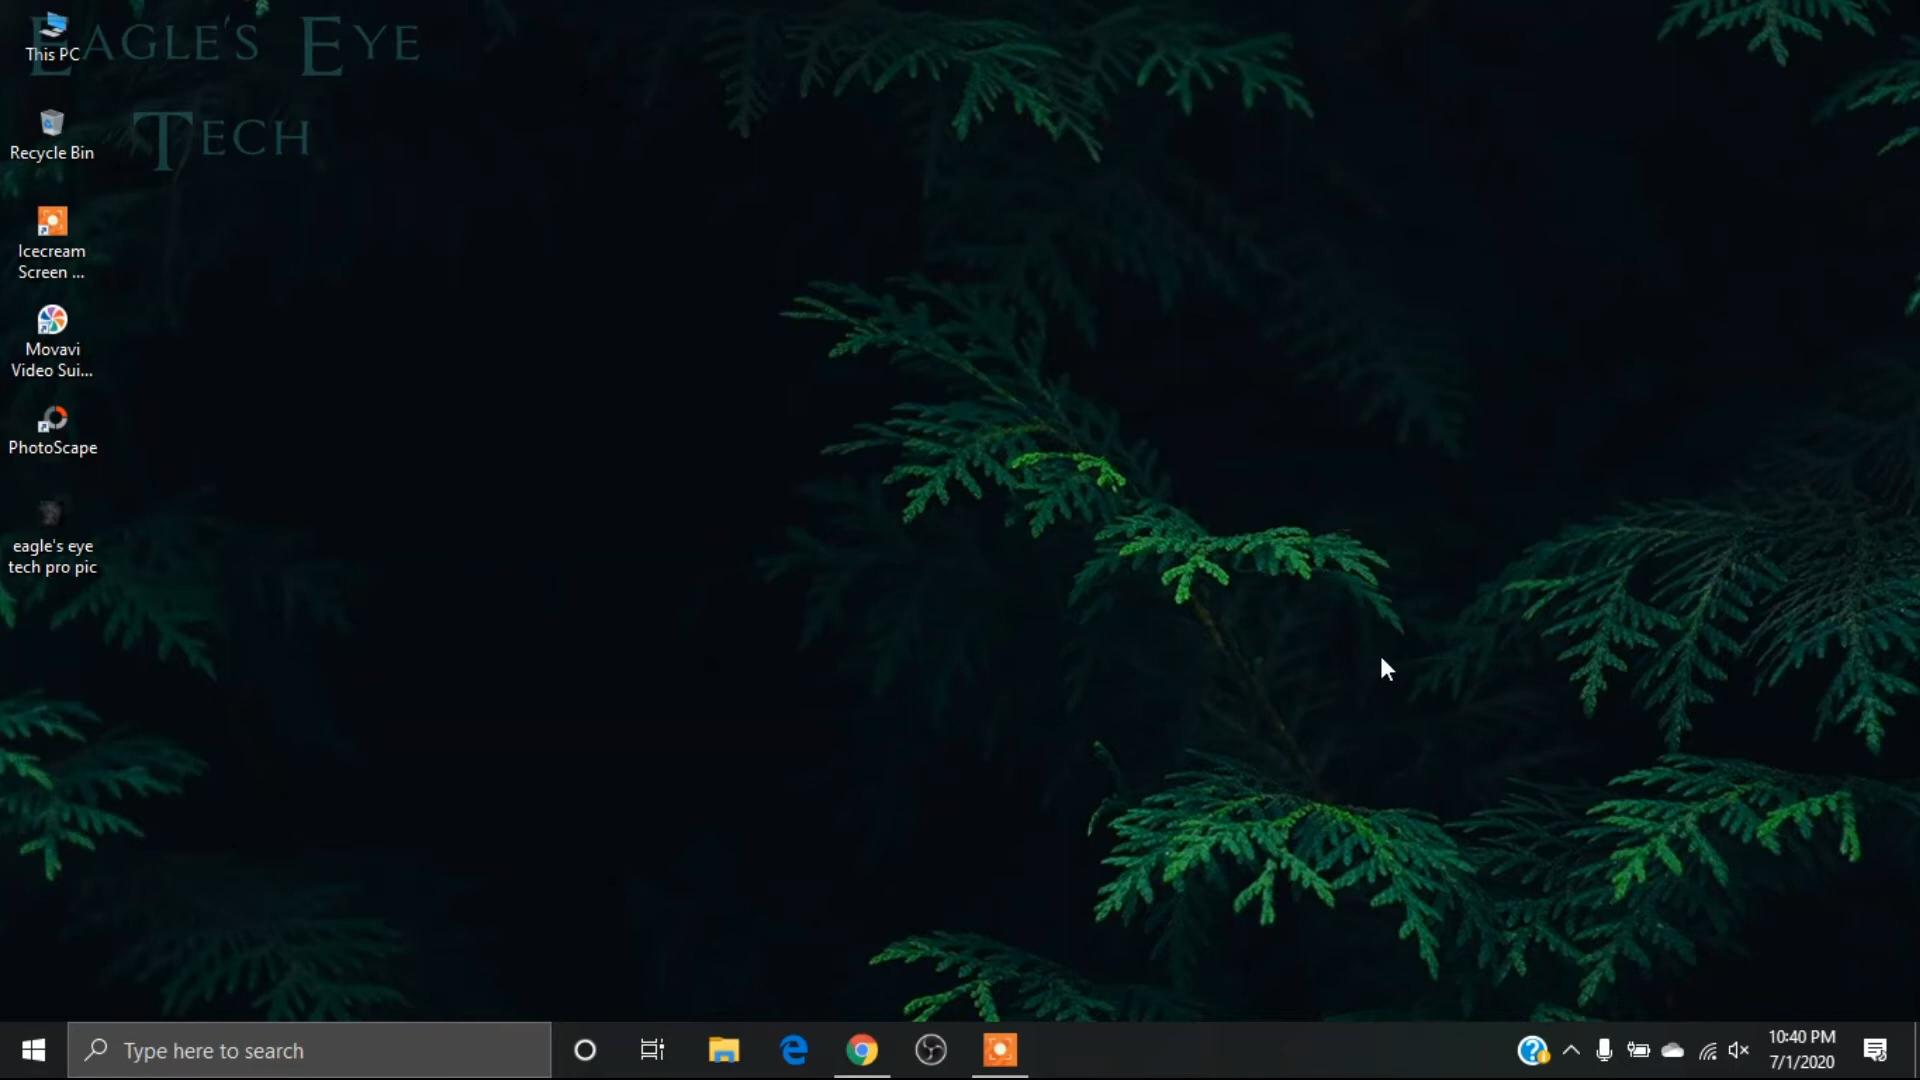 EAGLE'S EYE
TECH
This PC
Recycle Bin
Icecream
Screen ...
Movavi
Video Sui...
PhotoScape
eagle's eye
tech pro pic
Type here to search
10:40 PM
7/1/2020